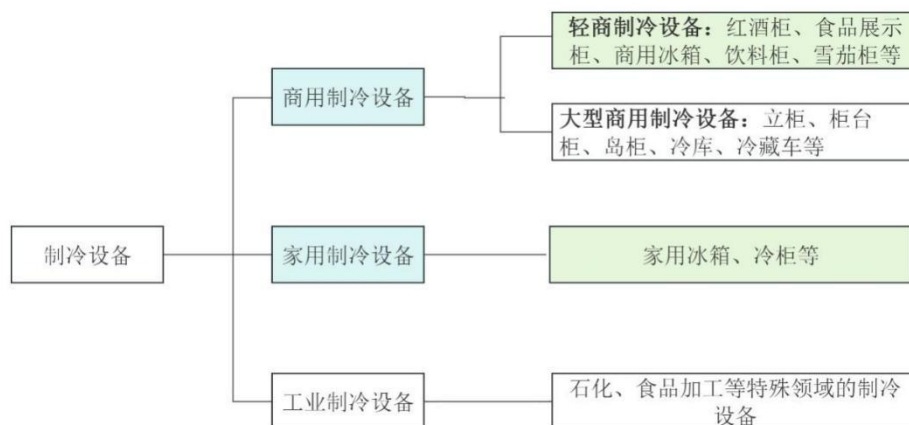 轻商制冷设备：红酒柜、食品展示
柜、商用冰箱、饮料柜、雪茄柜等
商用制冷设备
大型商用制冷设备：立柜、柜台
柜、岛柜、冷库、冷藏车等
制冷设备
家用制冷设备
家用冰箱、冷柜等
工业制冷设备
石化、食品加工等特殊领域的制冷
设备